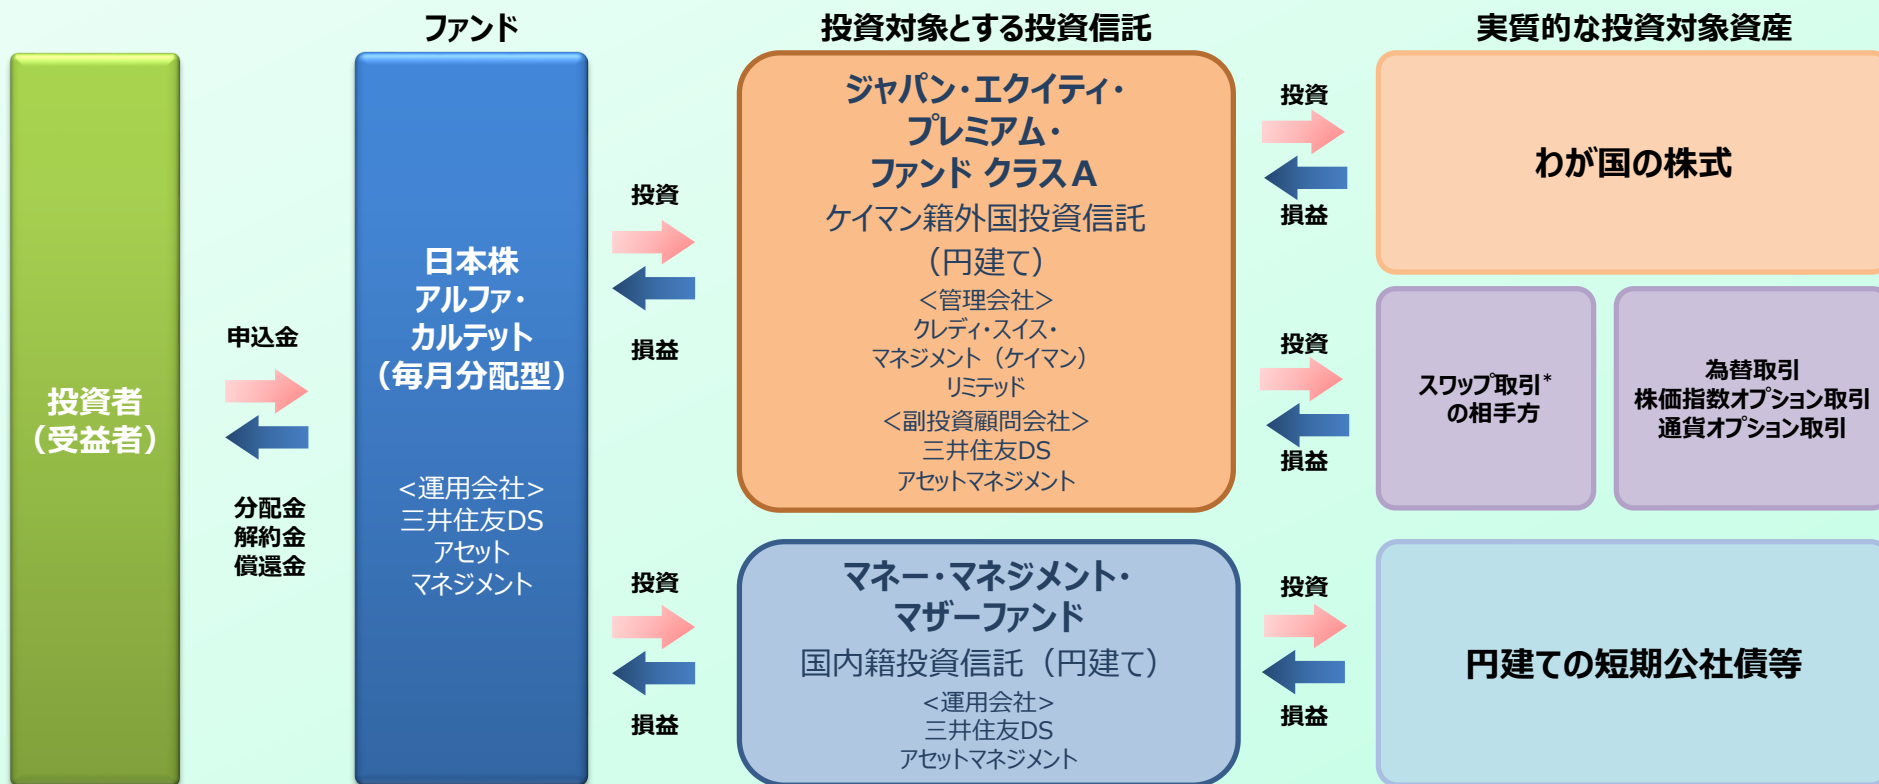 ファンド
投資対象とする投資信託
実質的な投資対象資産
投資者
（受益者）
申込金
分配金
解約金
償還金
日本株
アルファ・
カルテット
（毎月分配型）
<運用会社>
三井住友DS
アセット
マネジメント
投資
損益
投資
損益
ジャパン・エクイティ・
プレミアム・
ファンド クラスA
ケイマン籍外国投資信託
（円建て）
<管理会社>
クレディ・スイス・
マネジメント（ケイマン）
リミテッド
<副投資顧問会社>
三井住友DS
アセットマネジメント
マネー・マネジメント・
マザーファンド
国内籍投資信託（円建て）
<運用会社>
三井住友DS
アセットマネジメント
投資
損益
投資
損益
投資
損益
わが国の株式
スワップ取引*
の相手方
為替取引
株価指数オプション取引
通貨オプション取引
円建ての短期公社債等